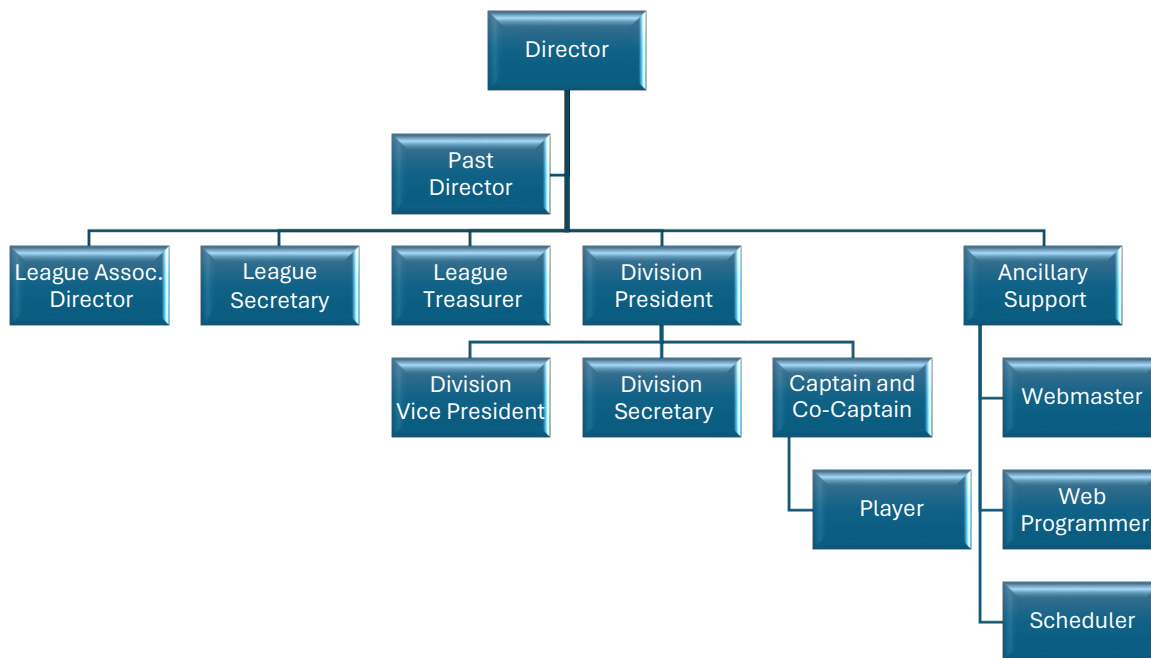 Director
Past
Director
League Assoc.
Director
League
Secretary
League
Treasurer
Division
President
Ancillary
Support
Division
Vice President
Division
Secretary
Captain and
Co-Captain
Webmaster
Player
Web
Programmer
Scheduler